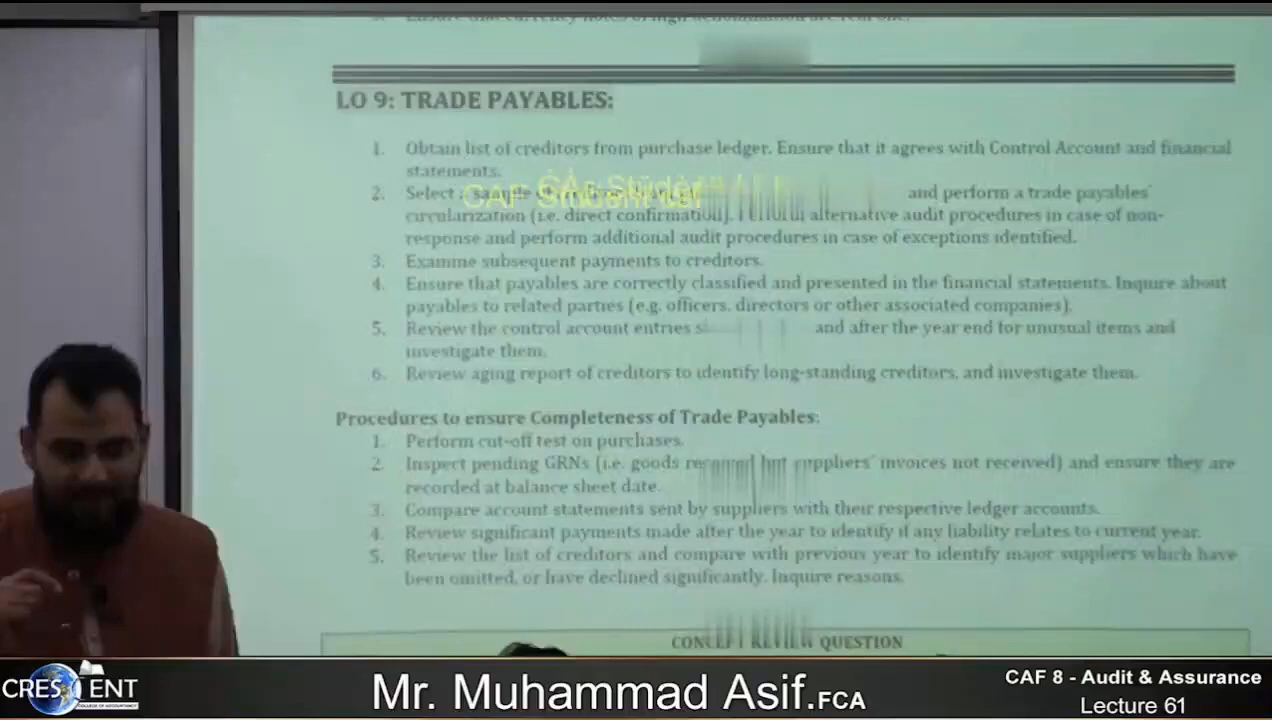 LO 9: TRADE PAYABLES:
1. Obtain list of creditors from purchase ledger. Ensure that it agrees with Control Account and financial
statements.
2. Select a sample and perform a trade payables'
circularization (i.e. direct confirmation). Perform alternative audit procedures in case of non-
response and perform additional audit procedures in case of exceptions identified.
3. Examine subsequent payments to creditors.
4. Ensure that payables are correctly classified and presented in the financial statements. Inquire about
payables to related parties (e.g. officers, directors or other associated companies).
5. Review the control account entries and after the year end for unusual items and
investigate them.
6. Review aging report of creditors to identify long-standing creditors, and investigate them.
Procedures to ensure Completeness of Trade Payables:
1. Perform cut-off test on purchases.
2. Inspect pending GRNs (i.e. goods received but suppliers' invoices not received) and ensure they are
recorded at balance sheet date.
3. Compare account statements sent by suppliers with their respective ledger accounts.
4. Review significant payments made after the year to identify if any liability relates to current year.
5. Review the list of creditors and compare with previous year to identify major suppliers which have
been omitted, or have declined significantly. Inquire reasons.
CONCEPT REVIEW QUESTION
CRESCENT
COLLEGE OF ACCOUNTANCY
Mr. Muhammad Asif.FCA
CAF 8 - Audit & Assurance
Lecture 61